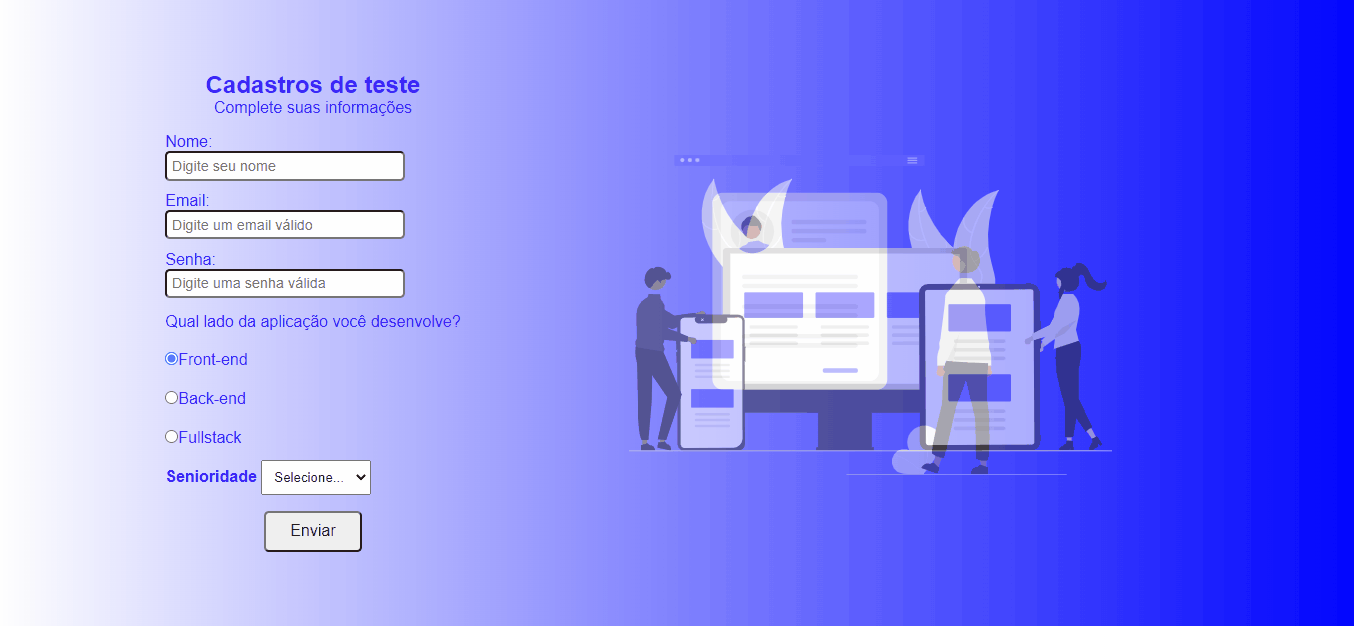 Cadastros de teste
Complete suas informações
Nome:
Digite seu nome
Email:
Digite um email válido
Senha:
Digite uma senha válida
Qual lado da aplicação você desenvolve?
Front-end
Back-end
Fullstack
Senioridade Selecione...
Enviar